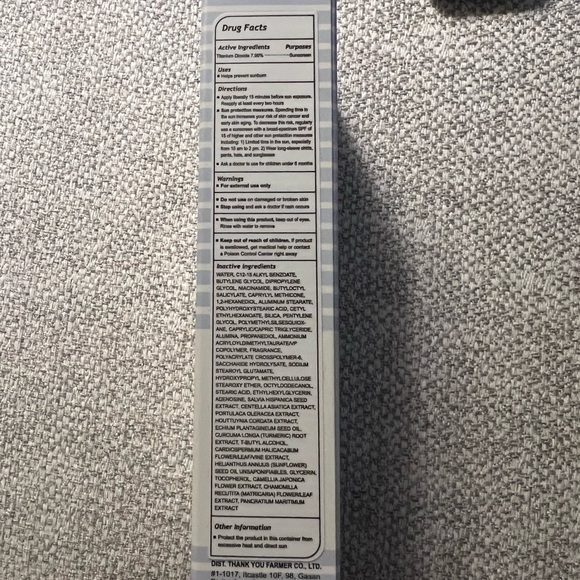 Drug Facts
Active Ingredients Purposes
Titanium Dioxide 7.99% Sunscreen
Uses
• Helps prevent sunburn
Directions
• Apply liberally 15 minutes before sun exposure.
Reapply at least every two hours
• Sun protection measures. Spending time in
the sun increases your risk of skin cancer and
early skin aging. To decrease this risk, regularly
use a sunscreen with a broad-spectrum SPF of
15 of higher and other sun protection measures
including: 1) Limited time in the sun, especially
from 10 am to 2 pm. 2) Wear long-sleeve shirts,
pants, hats, and sunglasses
• Ask a doctor to use for children under 6 months
Warnings
• For external use only
• Do not use on damaged or broken skin
• Stop using and ask a doctor if rash occurs
• When using this product, keep out of eyes.
Rinse with water to remove
• Keep out of reach of children. If product
is swallowed, get medical help or contact
a Poison Control Center right away
Inactive ingredients
WATER, C12-15 ALKYL BENZOATE,
BUTYLENE GLYCOL, DIPROPYLENE
GLYCOL, NIACINAMIDE, BUTYLOCTYL
SALICYLATE, CAPRYLYL METHICONE,
1,2-HEXANEDIOL, ALUMINUM STEARATE,
POLYHYDROXYSTEARIC ACID, CETYL
ETHYLHEXANOATE, SILICA, PENTYLENE
GLYCOL, POLYMETHYLSILSESQUIOX-
ANE, CAPRYLIC/CAPRIC TRIGLYCERIDE,
ALUMINA, PROPANEDIOL, AMMONIUM
ACRYLOYLDIMETHYLTAURATE/VP
COPOLYMER, FRAGRANCE,
POLYACRYLATE CROSSPOLYMER-6,
SACCHARIDE HYDROLYSATE, SODIUM
STEAROYL GLUTAMATE,
HYDROXYPROPYL METHYLCELLULOSE
STEAROXY ETHER, OCTYLDODECANOL,
STEARIC ACID, ETHYLHEXYLGLYCERIN,
ADENOSINE, SALVIA HISPANICA SEED
EXTRACT, CENTELLA ASIATICA EXTRACT,
PORTULACA OLERACEA EXTRACT,
HOUTTUYNIA CORDATA EXTRACT,
ECHIUM PLANTAGINEUM SEED OIL,
CURCUMA LONGA (TURMERIC) ROOT
EXTRACT, T-BUTYL ALCOHOL,
CARDIOSPERMUM HALICACABUM
FLOWER/LEAF/VINE EXTRACT,
HELIANTHUS ANNUUS (SUNFLOWER)
SEED OIL UNSAPONIFIABLES, GLYCERIN,
TOCOPHEROL, CAMELLIA JAPONICA
FLOWER EXTRACT, CHAMOMILLA
RECUTITA (MATRICARIA) FLOWER/LEAF
EXTRACT, PANCRATIUM MARITIMUM
EXTRACT
Other Information
• Protect the product in this container from
excessive heat and direct sun
DIST. THANK YOU FARMER CO., LTD.
#1-1017, Ilcastle 10F, 98, Gasan